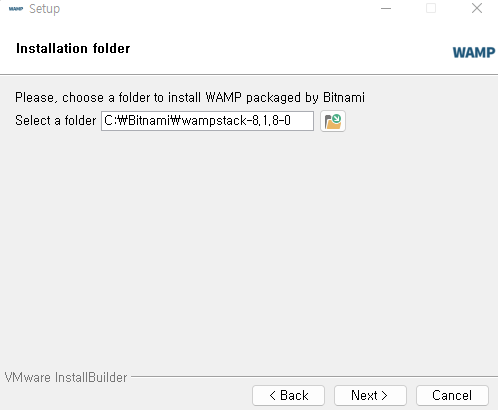 WAMP Setup
Installation folder
WAMP
Please, choose a folder to install WAMP packaged by Bitnami
Select a folder C:₩Bitnami₩wampstack-8,1,8-0
VMware InstallBuilder
< Back Next > Cancel